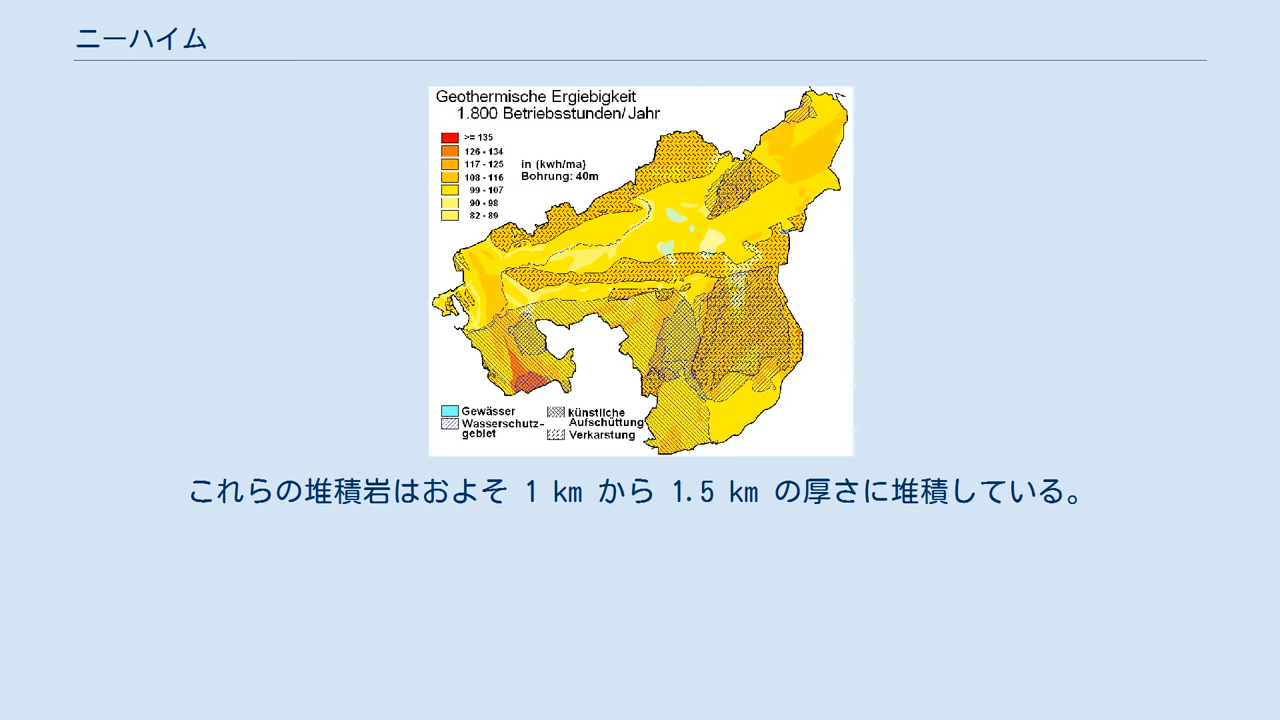 ニーハイム
Geothermische Ergiebigkeit
1.800 Betriebsstunden/Jahr
>= 135
126 - 134
117 - 125
108 - 116
99 - 107
90 - 98
82 - 89
in (kwh/ma)
Bohrung: 40m
Gewässer
Wasserschutz-
gebiet
künstliche
Aufschüttung
Verkarstung
これらの堆積岩はおよそ 1 km から 1.5 km の厚さに堆積している。